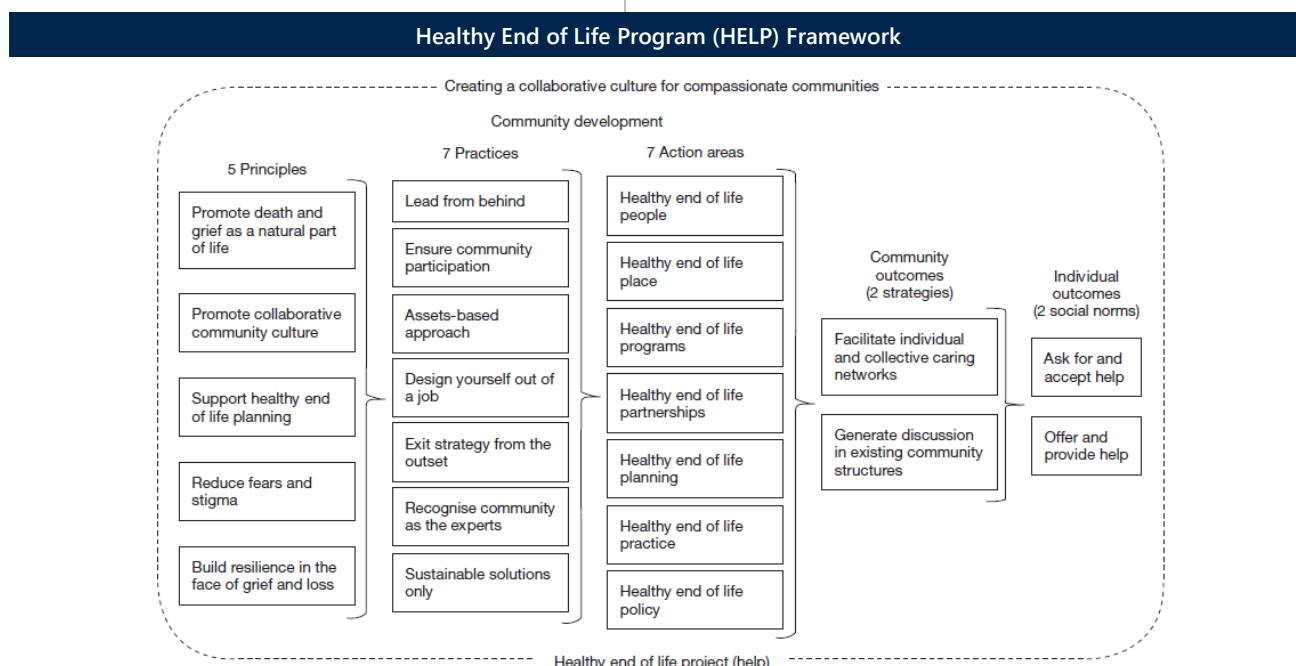 Healthy End of Life Program (HELP) Framework
Creating a collaborative culture for compassionate communities
Community development
5 Principles
Promote death and
grief as a natural part
of life
Promote collaborative
community culture
Support healthy end
of life planning
Reduce fears and
stigma
Build resilience in the
face of grief and loss
7 Practices
Lead from behind
Ensure community
participation
Assets-based
approach
Design yourself out of
a job
Exit strategy from the
outset
Recognise community
as the experts
Sustainable solutions
only
7 Action areas
Healthy end of life
people
Healthy end of life
place
Healthy end of life
programs
Healthy end of life
partnerships
Healthy end of life
planning
Healthy end of life
practice
Healthy end of life
policy
Community
outcomes
(2 strategies)
Facilitate individual
and collective caring
networks
Generate discussion
in existing community
structures
Individual
outcomes
(2 social norms)
Ask for and
accept help
Offer and
provide help
Healthy end of life project (help)